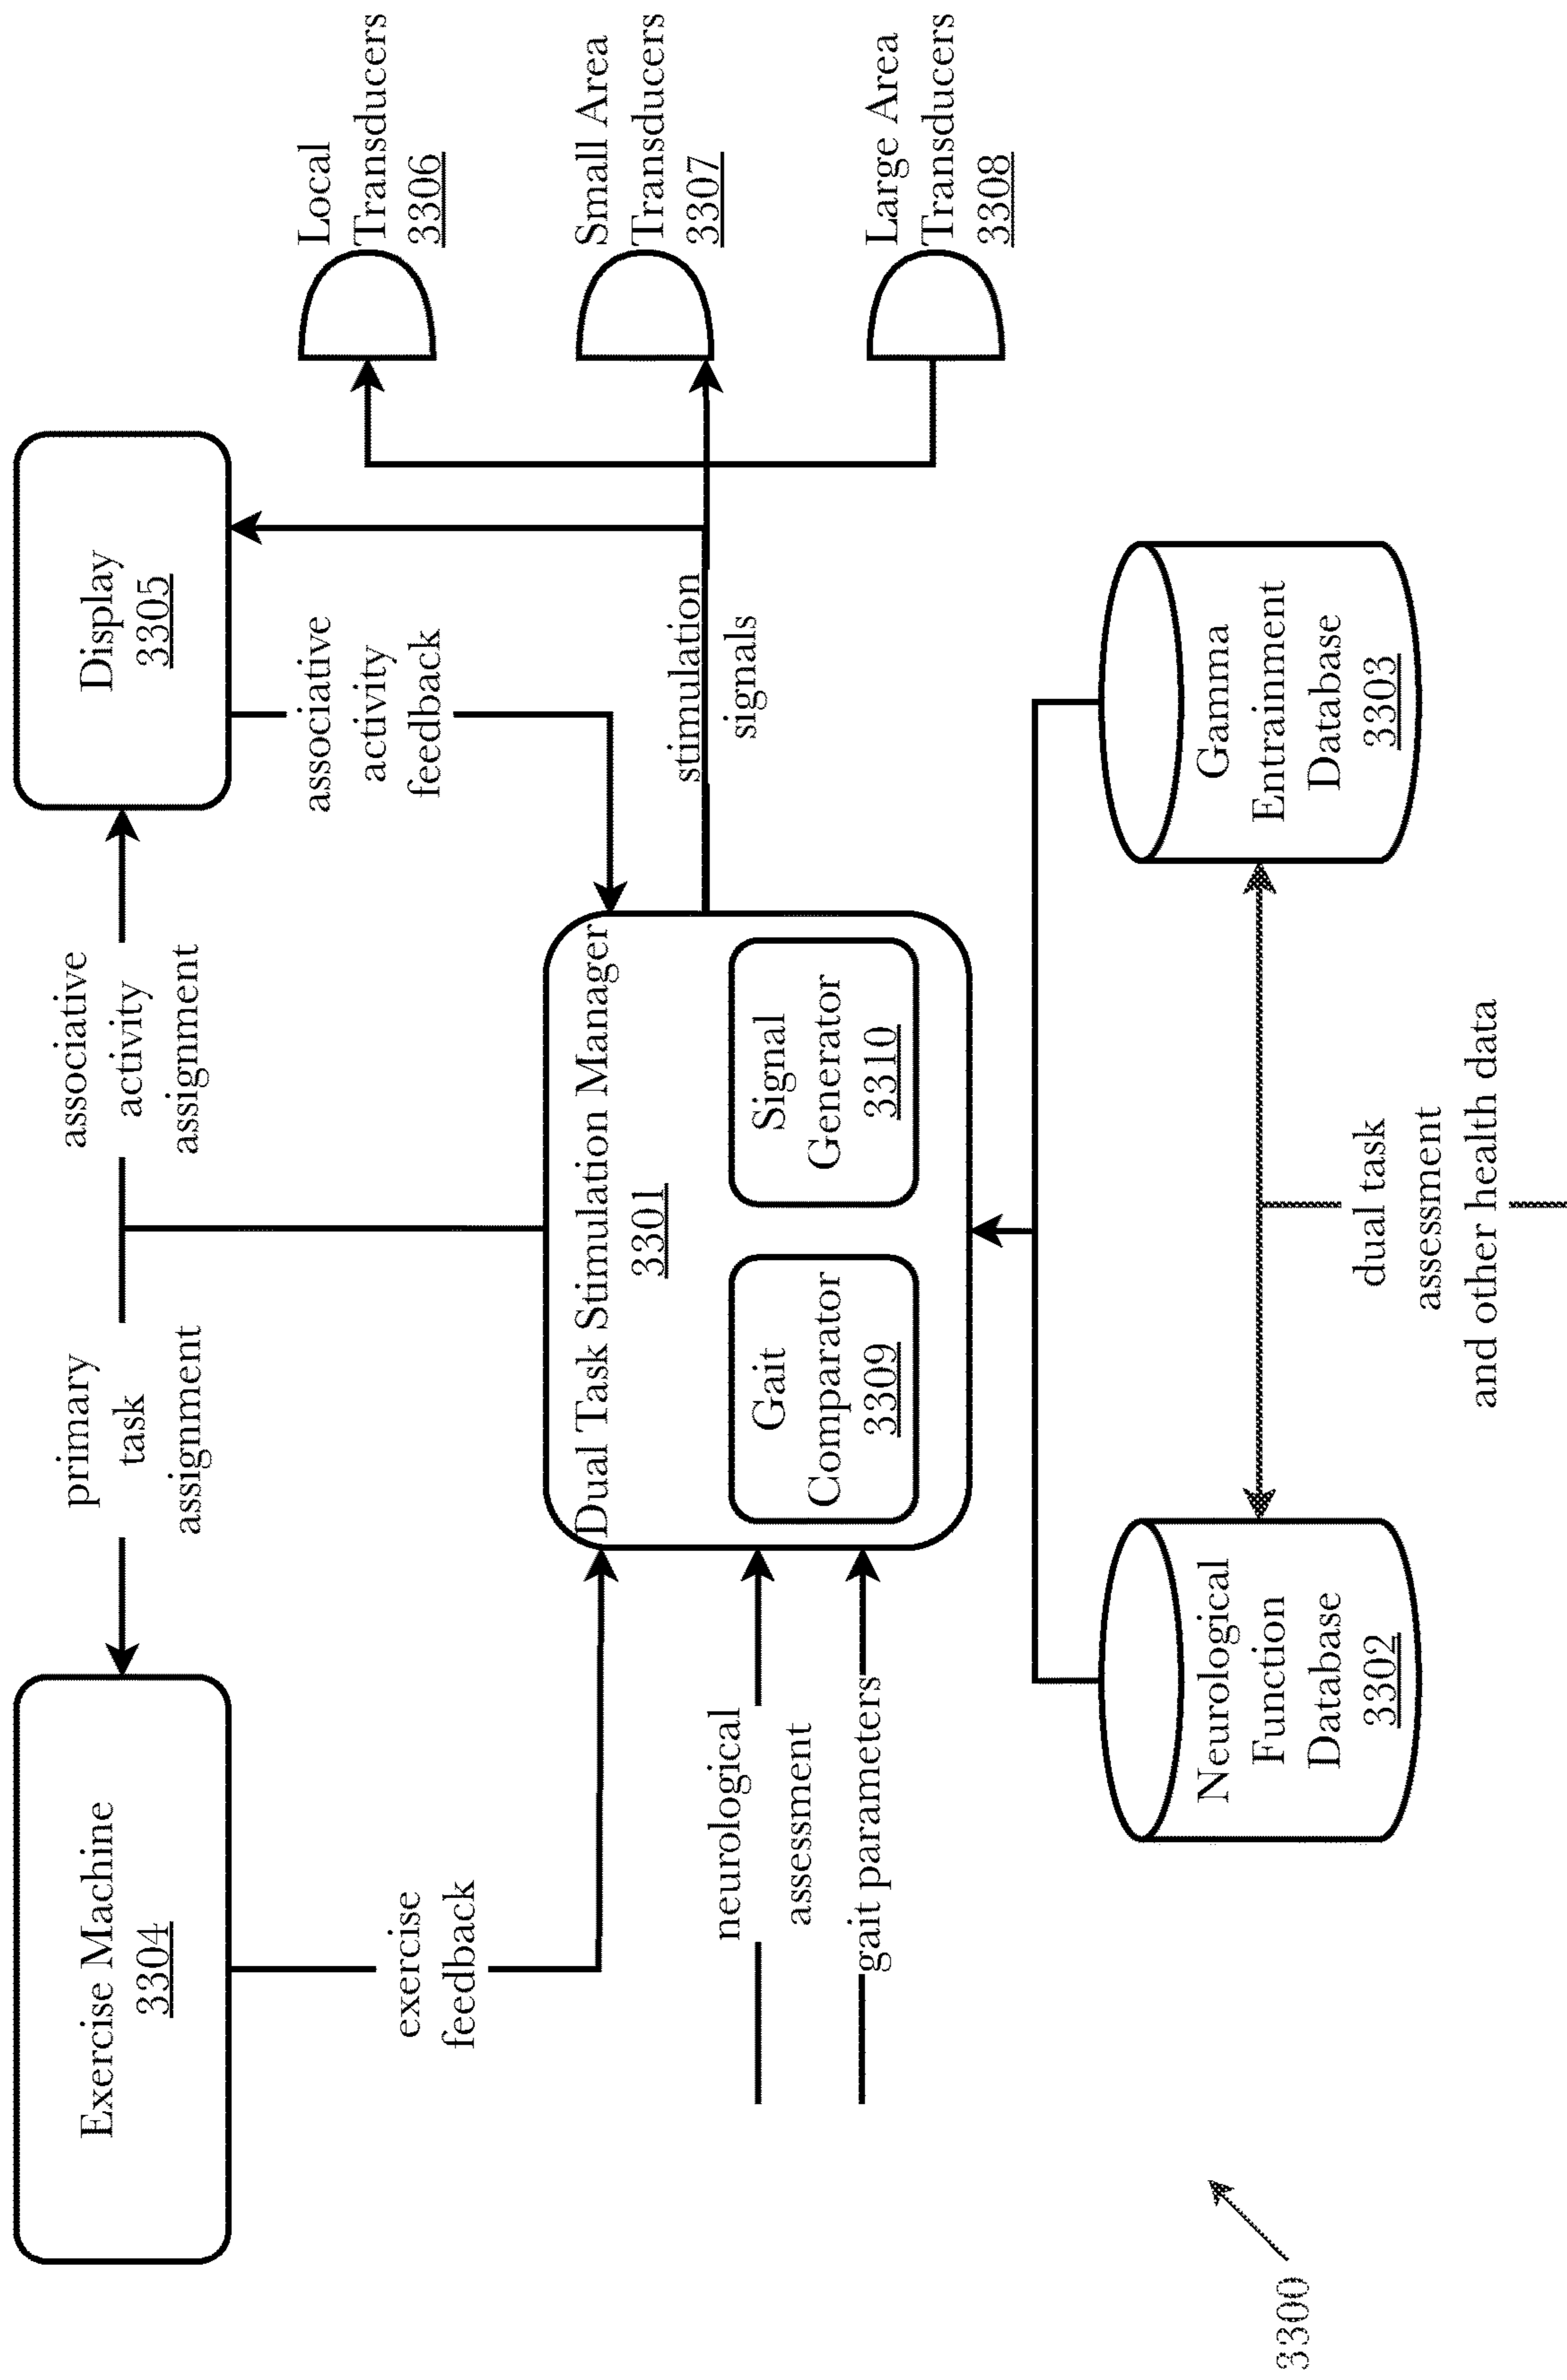 Exercise Machine
3304
primary
task
assignment
associative
activity
assignment
Display
3305
exercise
feedback
associative
activity
feedback
Local
Transducers
3306
Small Area
Transducers
3307
Large Area
Transducers
3308
stimulation
signals
Dual Task Stimulation Manager
3301
Gait
Comparator
3309
Signal
Generator
3310
neurological
assessment
gait parameters
Neurological
Function
Database
3302
Gamma
Entrainment
Database
3303
dual task
assessment
and other health data
3300